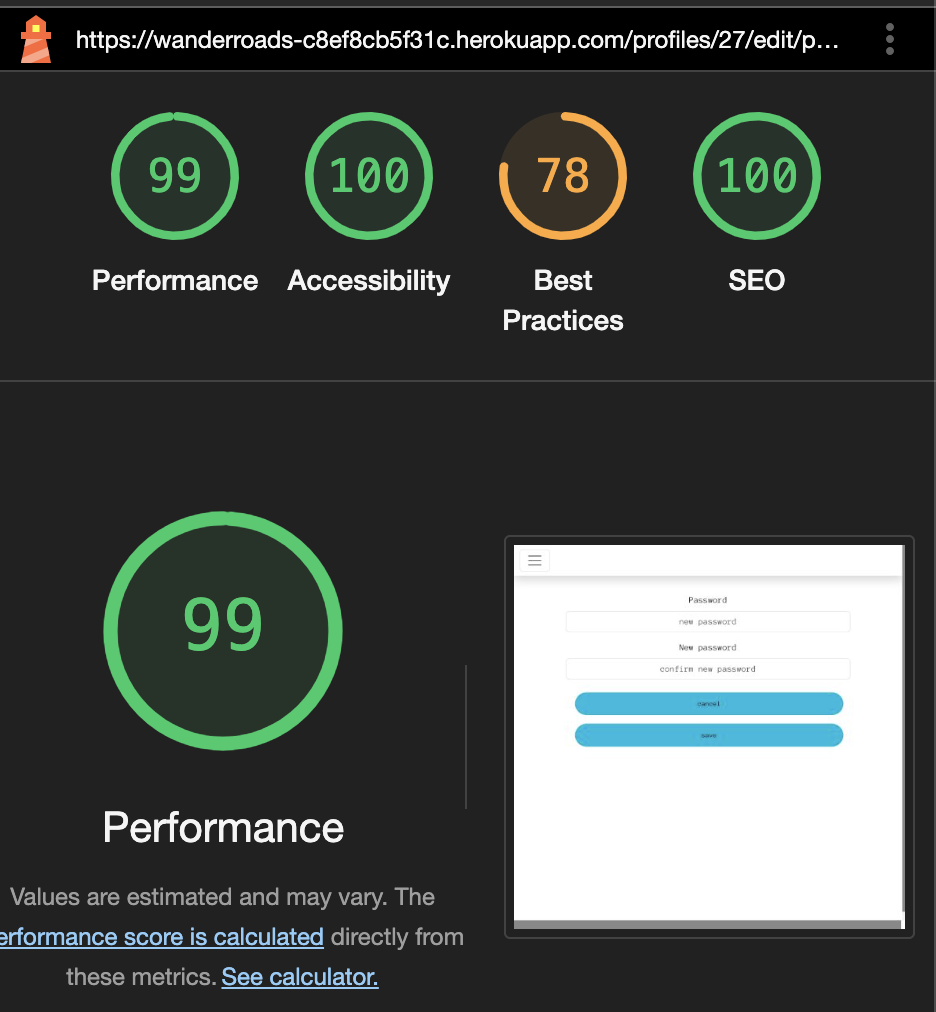 https://wanderroads-c8ef8cb5f31c.herokuapp.com/profiles/27/edit/p...
99
100
78
100
Performance
Accessibility
Best
Practices
SEO
99
Performance
Values are estimated and may vary. The
erformance score is calculated directly from
these metrics. See calculator.
Password
new password
New password
confirm new password
cancel
save